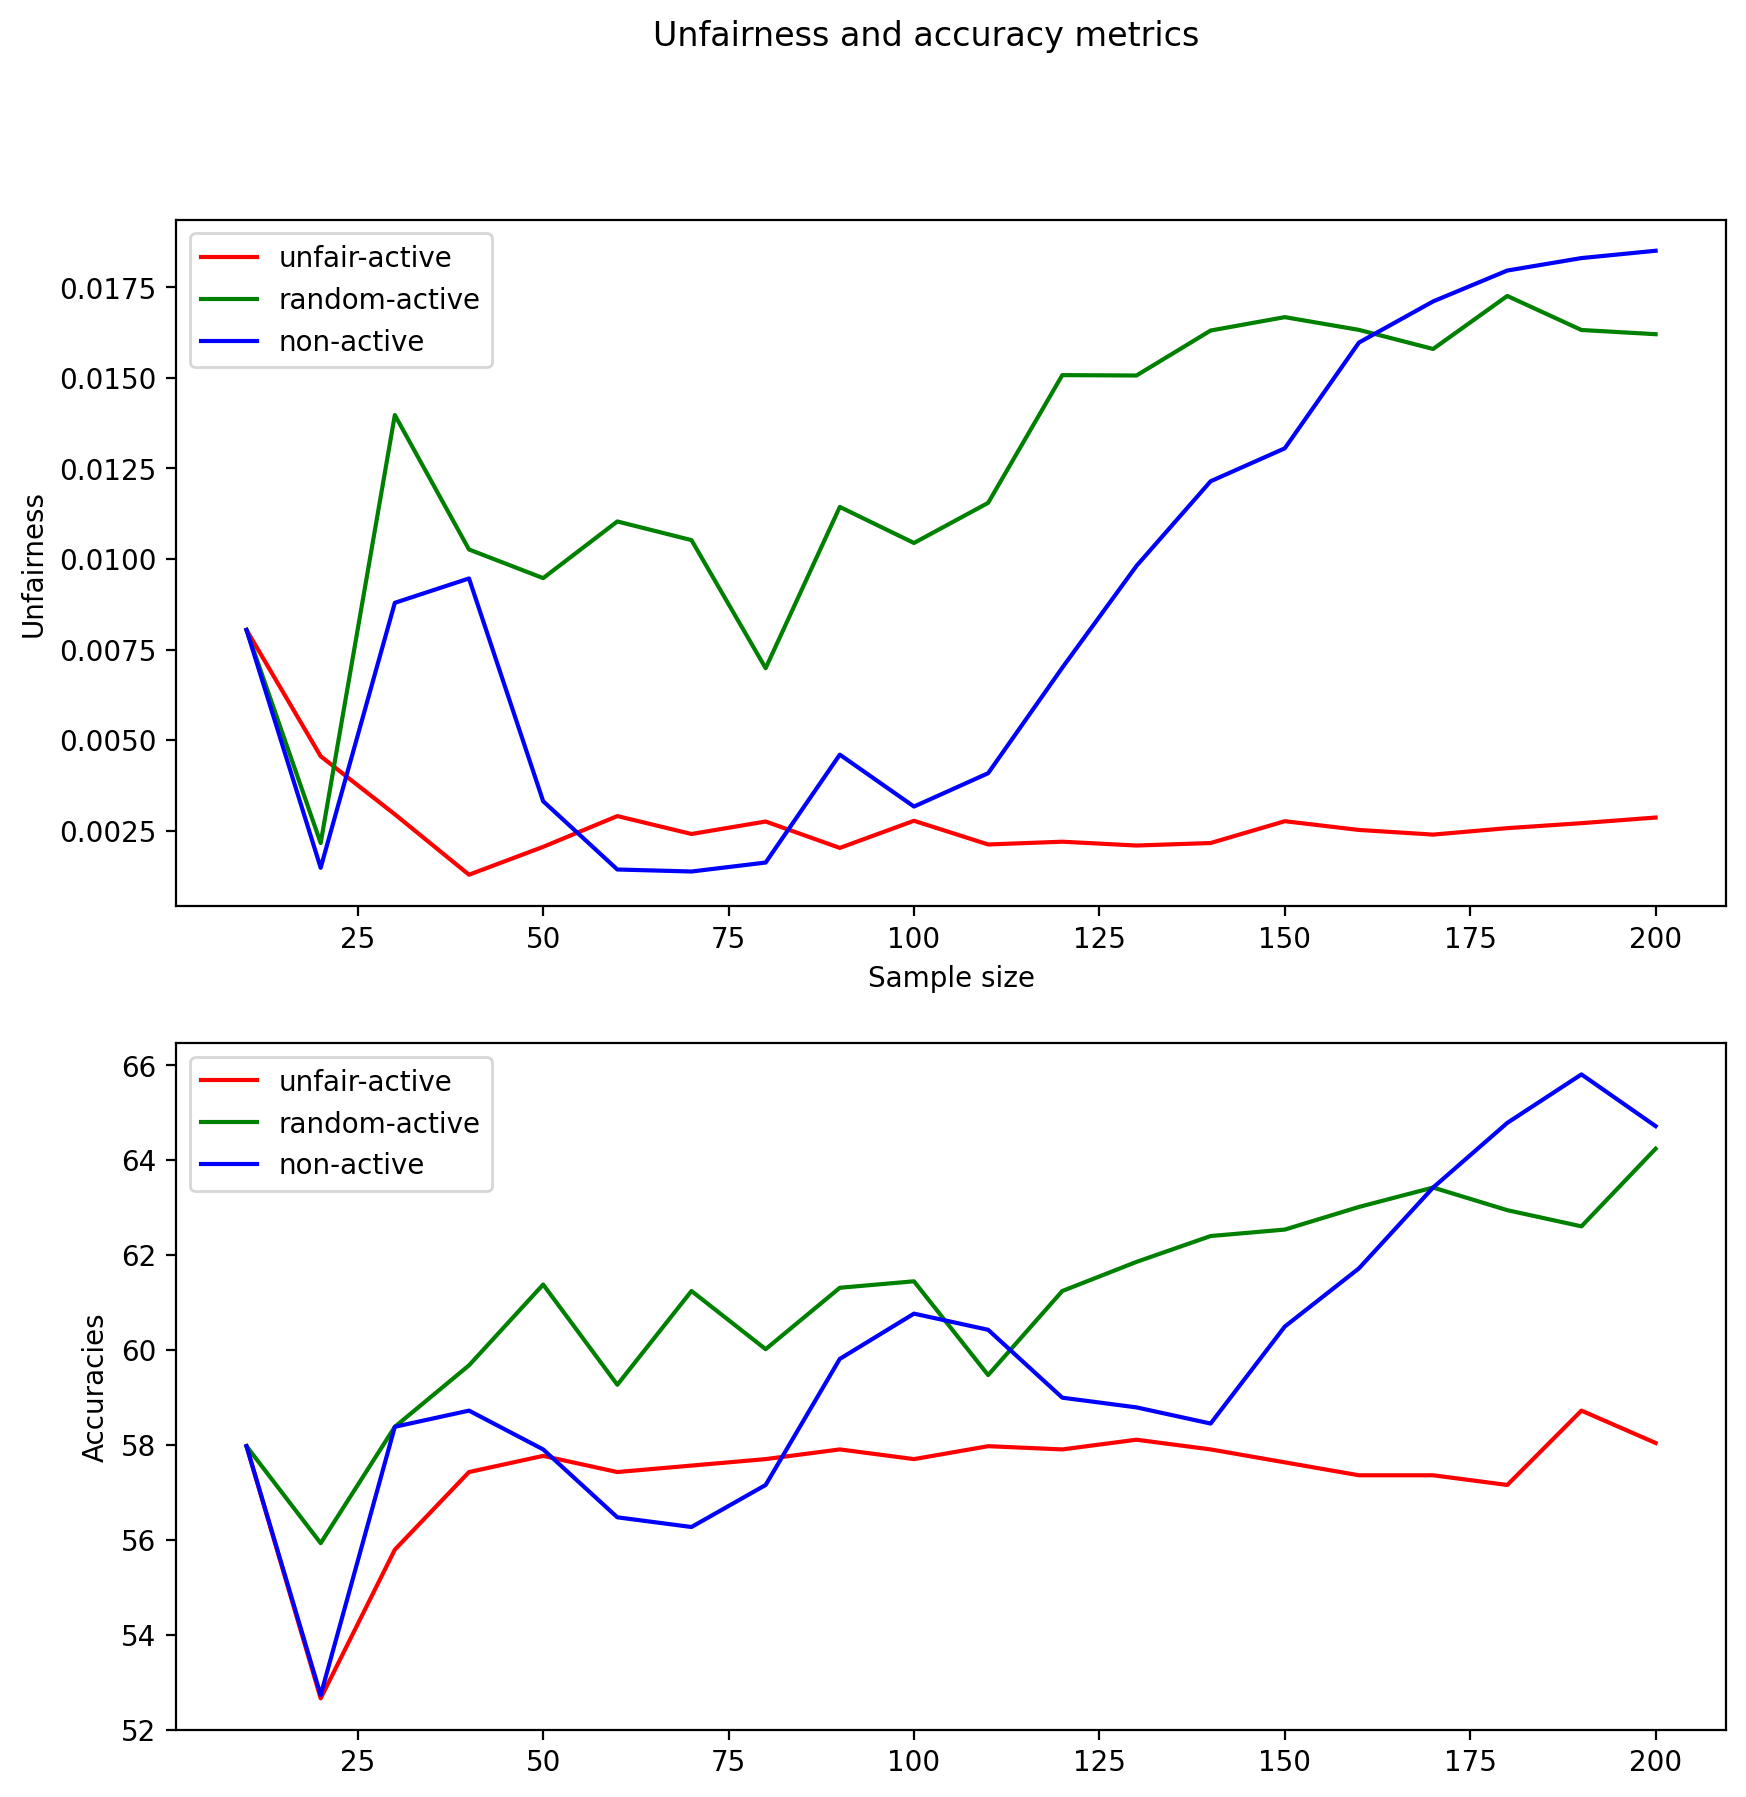 Unfairness and accuracy metrics
unfair-active
random-active
non-active
0.0175
0.0150
0.0125
0.0100
0.0075
0.0050
0.0025
Unfairness
25 50 75 100 125 150 175 200
Sample size
unfair-active
random-active
non-active
66
64
62
60
58
56
54
52
Accuracies
25 50 75 100 125 150 175 200